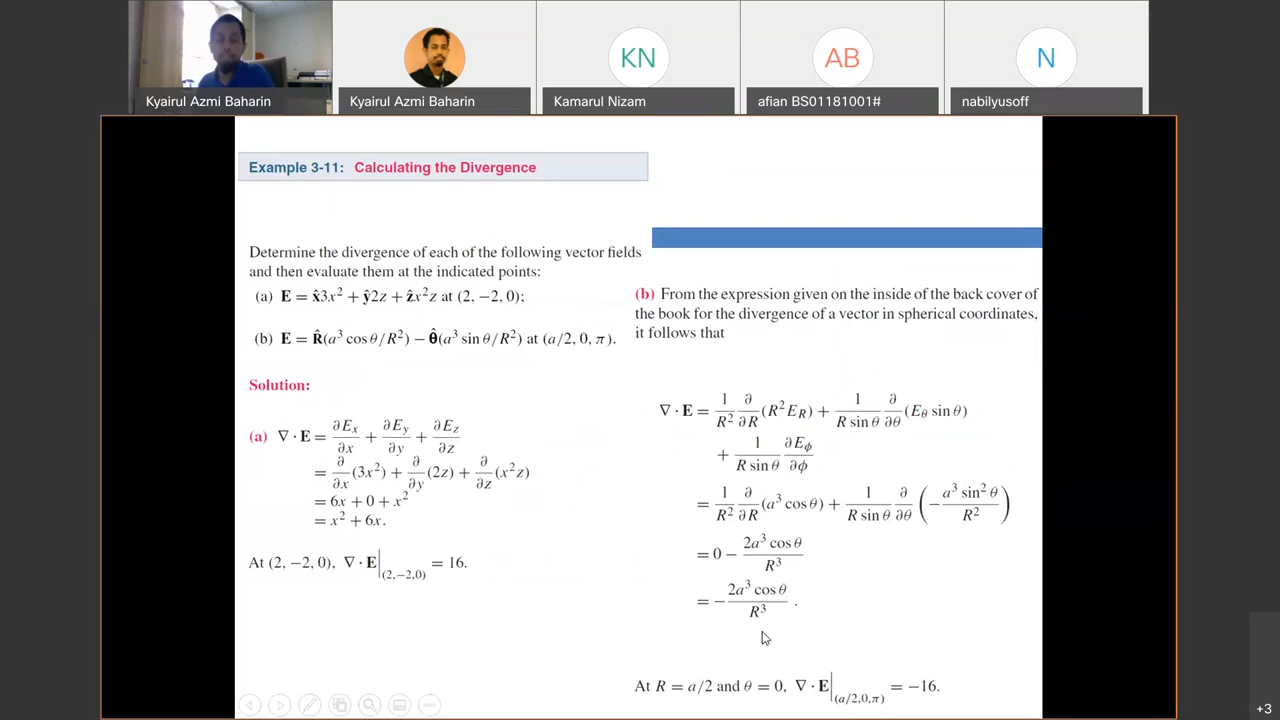 Kyairul Azmi Baharin
Kyairul Azmi Baharin
KN
Kamarul Nizam
AB
afian BS01181001#
N
nabilyusoff
Example 3-11: Calculating the Divergence
Determine the divergence of each of the following vector fields
and then evaluate them at the indicated points:
(a) E = x̂3x² + ŷ2z + ẑx²z at (2, −2, 0);
(b) E = R̂(a³ cos θ/R²) − θ̂(a³ sin θ/R²) at (a/2, 0, π).
Solution:
(a) ∇ · E = ∂Eₓ/∂x + ∂E_y/∂y + ∂E_z/∂z
= ∂/∂x (3x²) + ∂/∂y (2z) + ∂/∂z (x²z)
= 6x + 0 + x²
= x² + 6x.
At (2, −2, 0), ∇ · E|(2,−2,0) = 16.
(b) From the expression given on the inside of the back cover of
the book for the divergence of a vector in spherical coordinates,
it follows that
∇ · E = 1/R² ∂/∂R (R²E_R) + 1/(R sin θ) ∂/∂θ (E_θ sin θ)
+ 1/(R sin θ) ∂E_ϕ/∂ϕ
= 1/R² ∂/∂R (a³ cos θ) + 1/(R sin θ) ∂/∂θ (− a³ sin² θ/R²)
= 0 − 2a³ cos θ/R³
= − 2a³ cos θ/R³ .
At R = a/2 and θ = 0, ∇ · E|(a/2,0,π) = −16.
+3